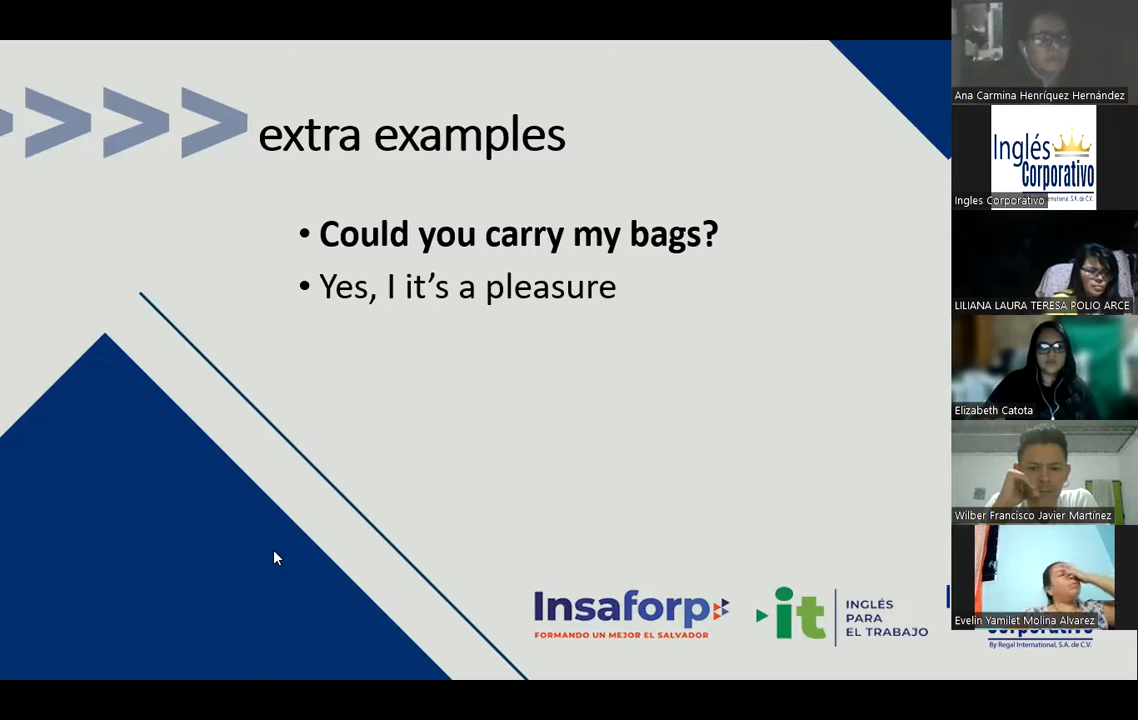 extra examples
• Could you carry my bags?
• Yes, I it's a pleasure
Insaforp
FORMANDO UN MEJOR EL SALVADOR
it
INGLÉS
PARA
EL TRABAJO
By Regal International, S.A. de C.V.
Ana Carmina Henríquez Hernández
Inglés
Corporativo
Ingles Corporativo
LILIANA LAURA TERESA POLIO ARCE
Elizabeth Catota
Wilber Francisco Javier Martínez
Evelin Yamilet Molina Alvarez